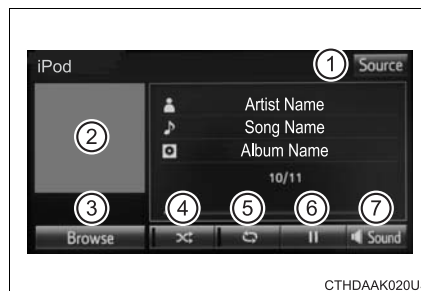 iPod
1
Source
2
Artist Name
Song Name
Album Name
10/11
3
4
5
6
7
Browse
Sound
CTHDAAK020U